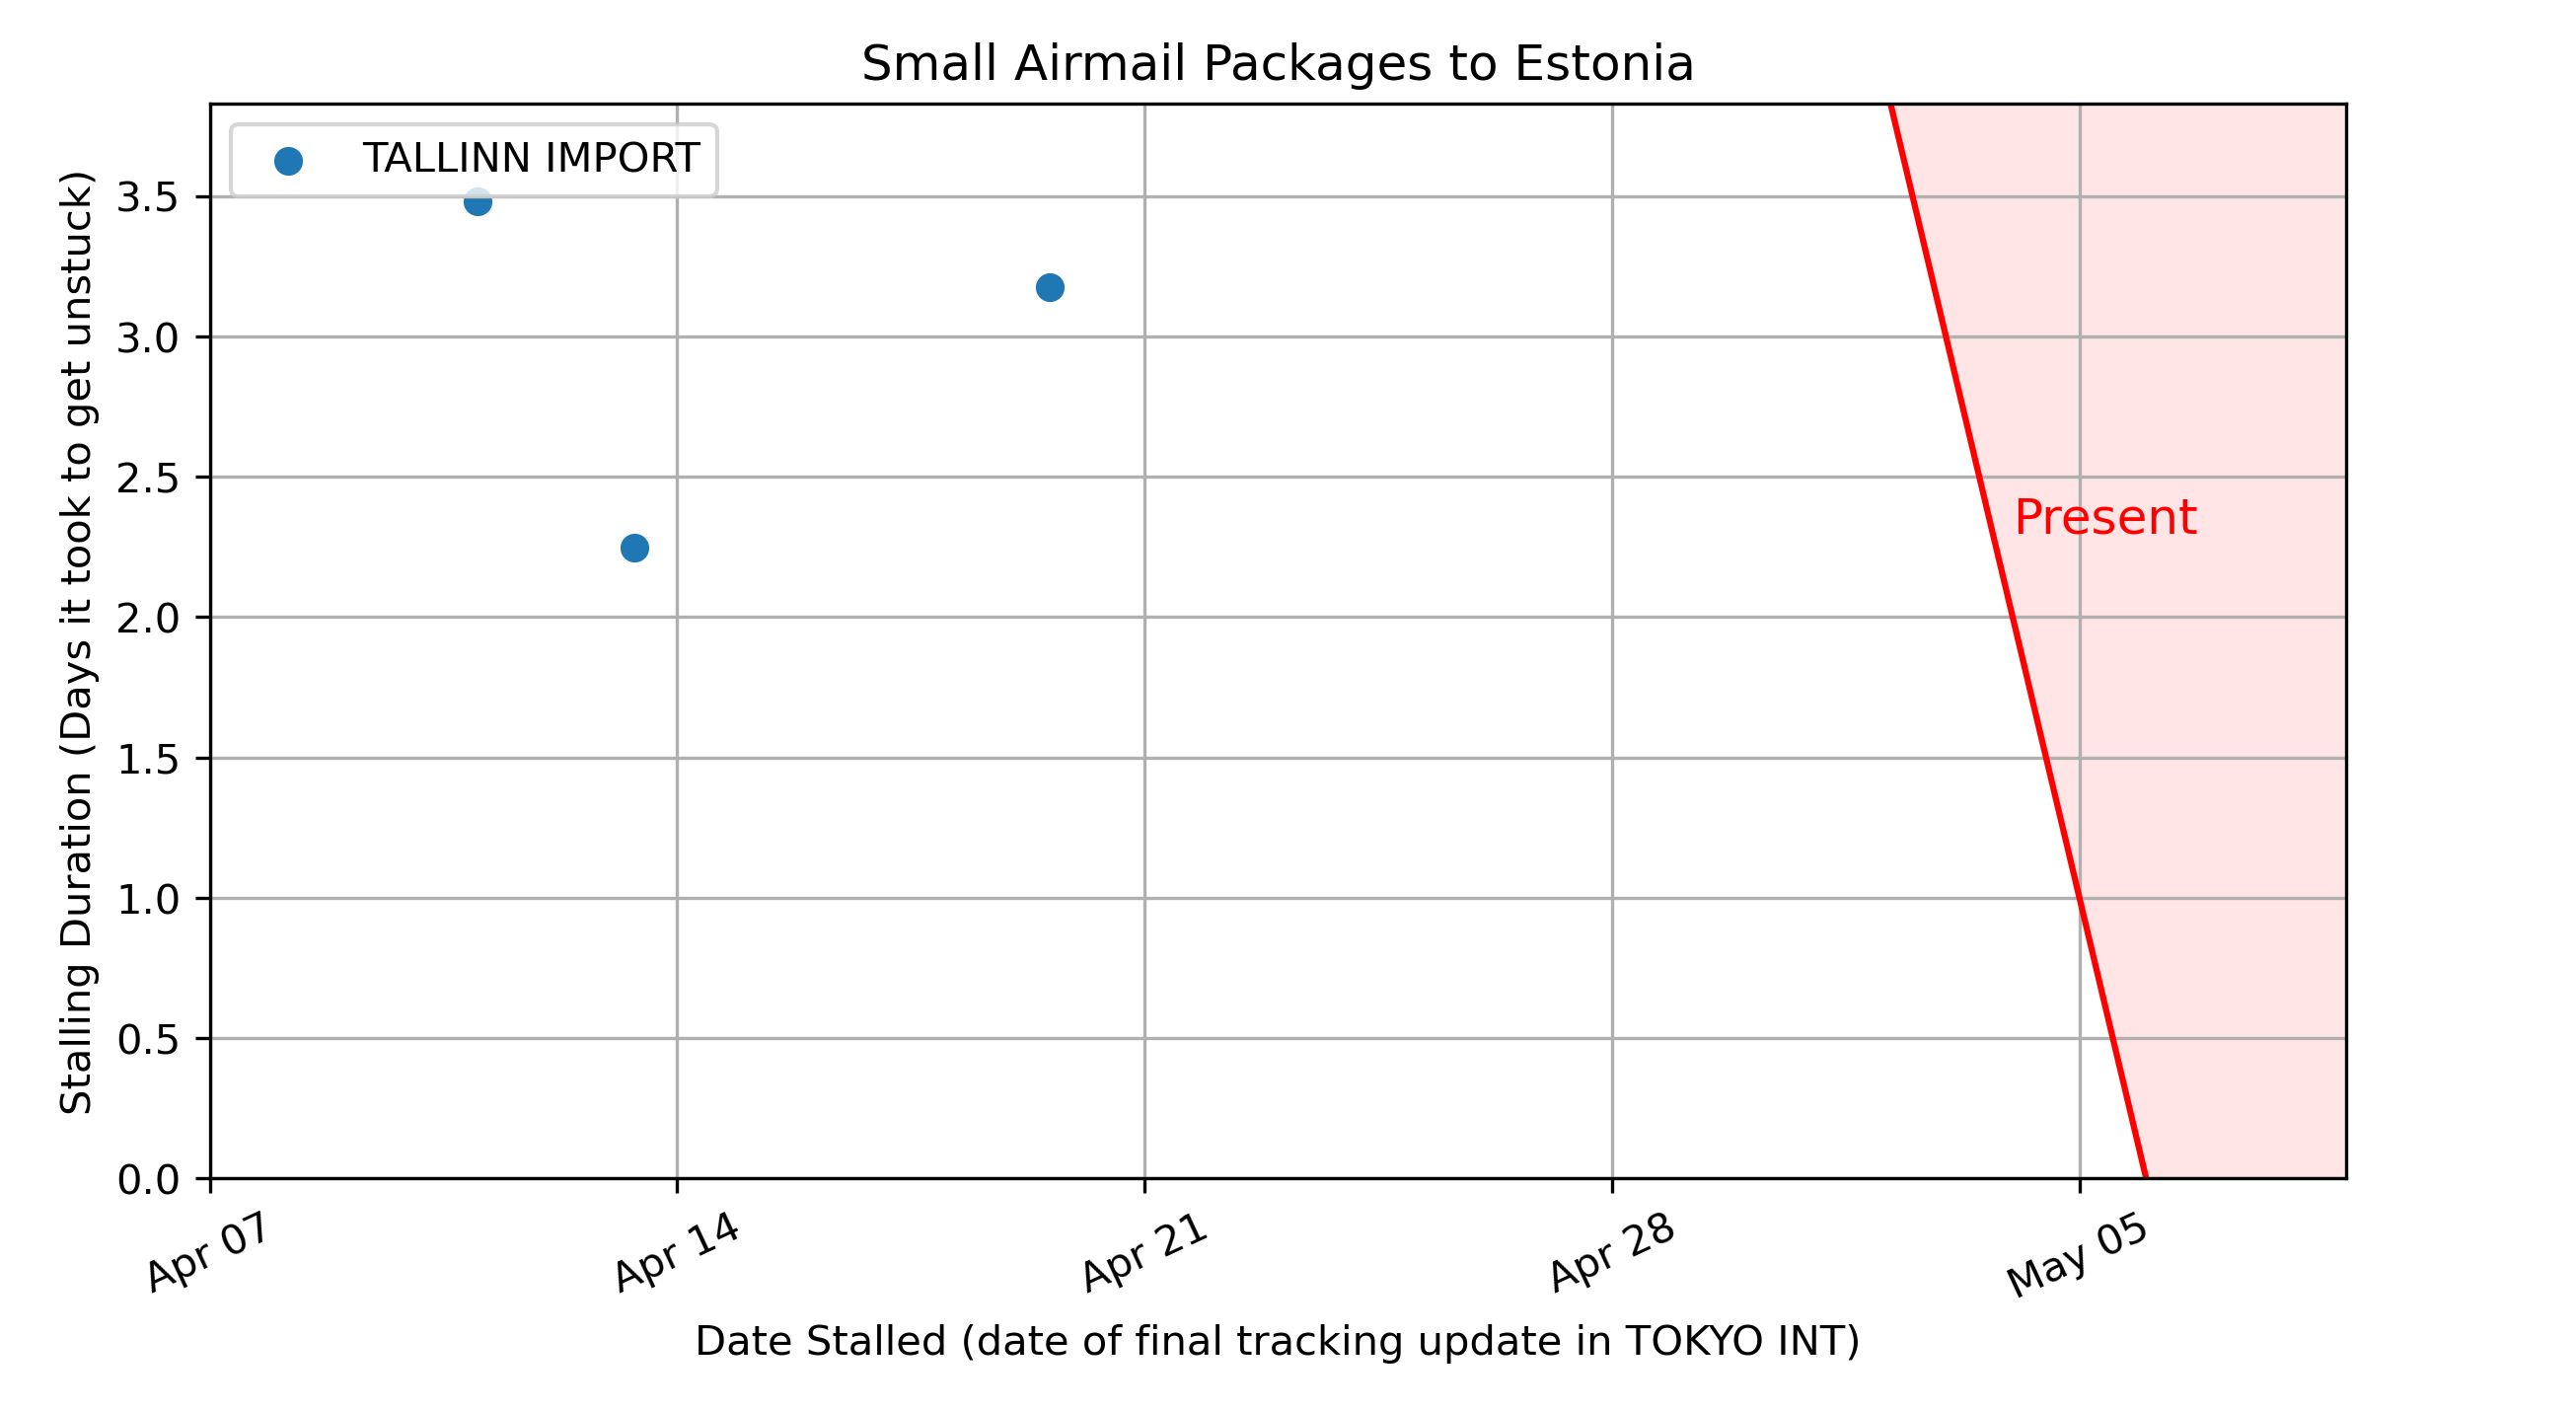 Small Airmail Packages to Estonia
TALLINN IMPORT
Stalling Duration (Days it took to get unstuck)
3.5
3.0
2.5
2.0
1.5
1.0
0.5
0.0
Present
Apr 07
Apr 14
Apr 21
Apr 28
May 05
Date Stalled (date of final tracking update in TOKYO INT)